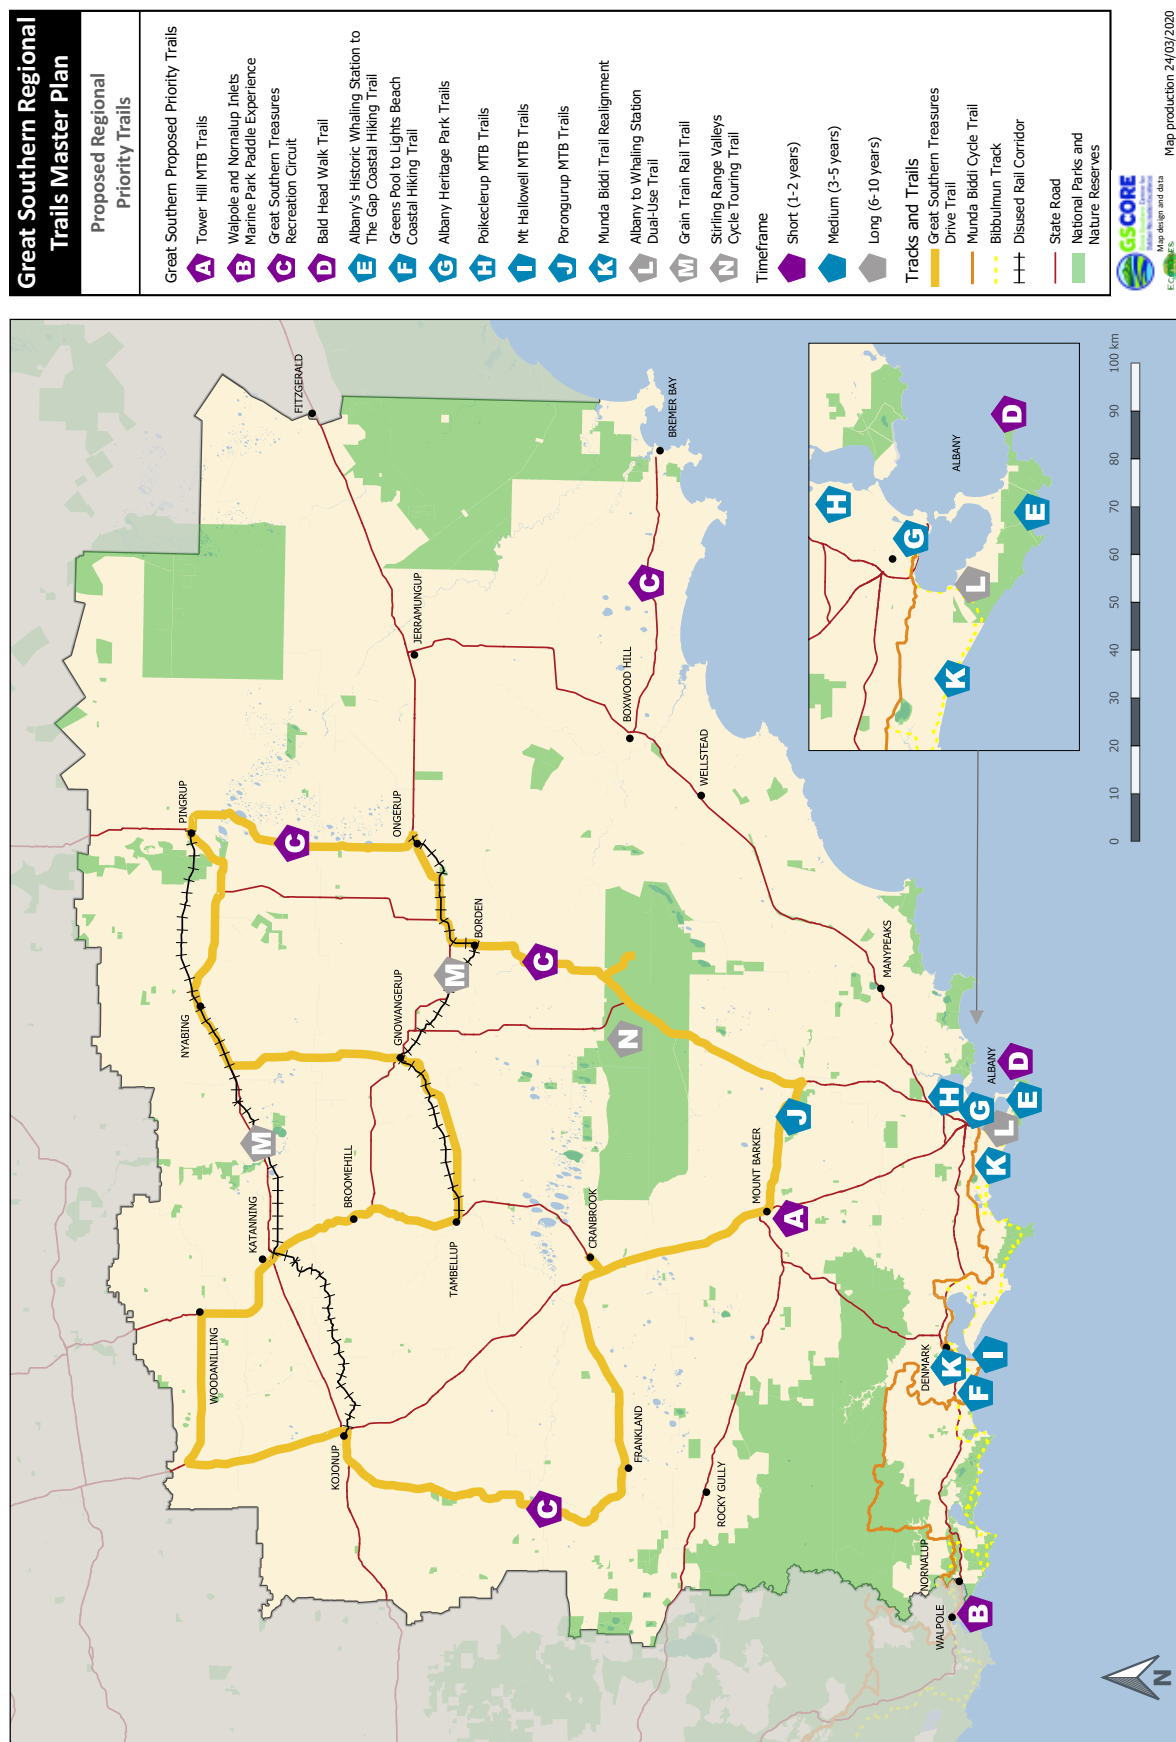 Great Southern Regional
Trails Master Plan
Proposed Regional
Priority Trails
Great Southern Proposed Priority Trails
A Tower Hill MTB Trails
B Walpole and Nornalup Inlets
Marine Park Paddle Experience
C Great Southern Treasures
Recreation Circuit
D Bald Head Walk Trail
E Albany's Historic Whaling Station to
The Gap Coastal Hiking Trail
F Greens Pool to Lights Beach
Coastal Hiking Trail
G Albany Heritage Park Trails
H Poikeclerup MTB Trails
I Mt Hallowell MTB Trails
J Porongurup MTB Trails
K Munda Biddi Trail Realignment
L Albany to Whaling Station
Dual-Use Trail
M Grain Train Rail Trail
N Stirling Range Valleys
Cycle Touring Trail
Timeframe
Short (1-2 years)
Medium (3-5 years)
Long (6-10 years)
Tracks and Trails
Great Southern Treasures
Drive Trail
Munda Biddi Cycle Trail
Bibbulmun Track
Disused Rail Corridor
State Road
National Parks and
Nature Reserves
GSCORE
Map design and data
Map production 24/03/2020
FITZGERALD
BREMER BAY
JERRAMUNGUP
C
BOXWOOD HILL
WELLSTEAD
PINGRUP
ONGERUP
C
BORDEN
C
M
GNOWANGERUP
NYABING
N
MANYPEAKS
M
KATANNING
BROOMEHILL
TAMBELLUP
CRANBROOK
MOUNT BARKER
J
A
ALBANY
D
E
H
G
L
K
WOODANILLING
KOJONUP
C
FRANKLAND
ROCKY GULLY
DENMARK
K
I
F
NORNALUP
WALPOLE
B
H
G
ALBANY
D
E
L
K
0 10 20 30 40 50 60 70 80 90 100 km
N